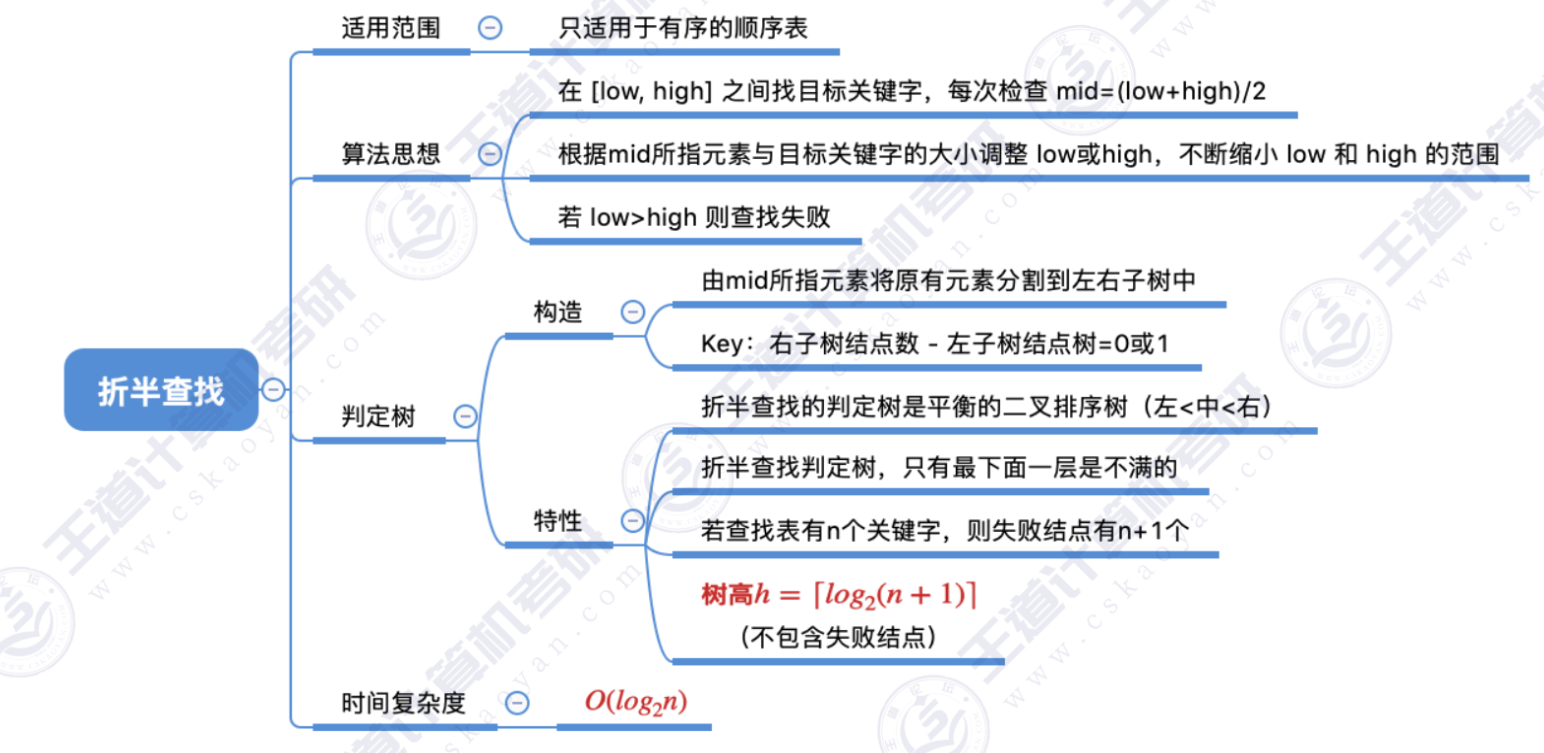 适用范围
只适用于有序的顺序表
算法思想
在 [low, high] 之间找目标关键字，每次检查 mid=(low+high)/2
根据mid所指元素与目标关键字的大小调整 low或high，不断缩小 low 和 high 的范围
若 low>high 则查找失败
折半查找
判定树
构造
由mid所指元素将原有元素分割到左右子树中
Key：右子树结点数 - 左子树结点树=0或1
特性
折半查找的判定树是平衡的二叉排序树（左<中<右）
折半查找判定树，只有最下面一层是不满的
若查找表有n个关键字，则失败结点有n+1个
树高h = ⌈log₂(n + 1)⌉
（不包含失败结点）
时间复杂度
O(log₂n)
王道计算机考研
www.cskaoyan.com